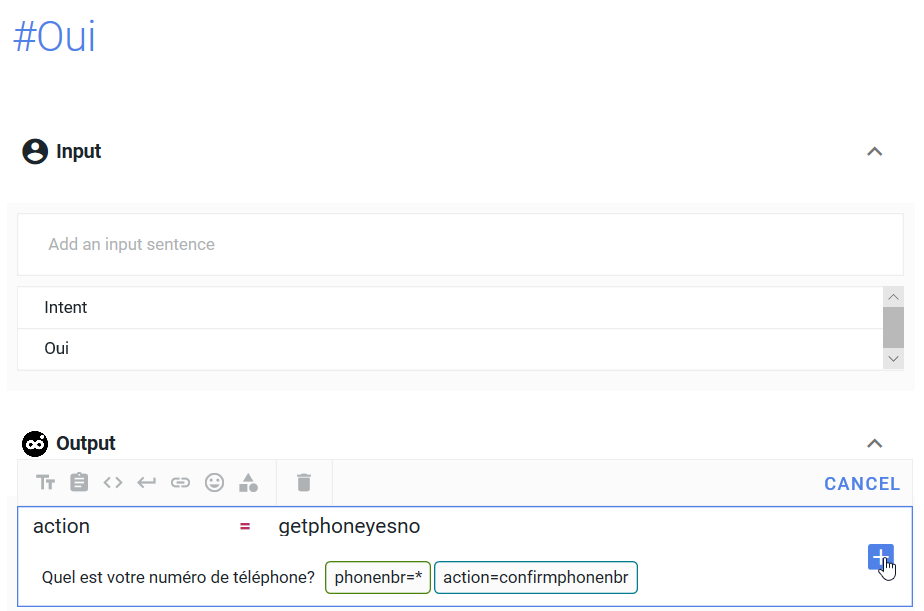 #Oui
Input
Add an input sentence
Intent
Oui
Output
CANCEL
action = getphoneyesno
Quel est votre numéro de téléphone? phonenbr=* action=confirmphonenbr